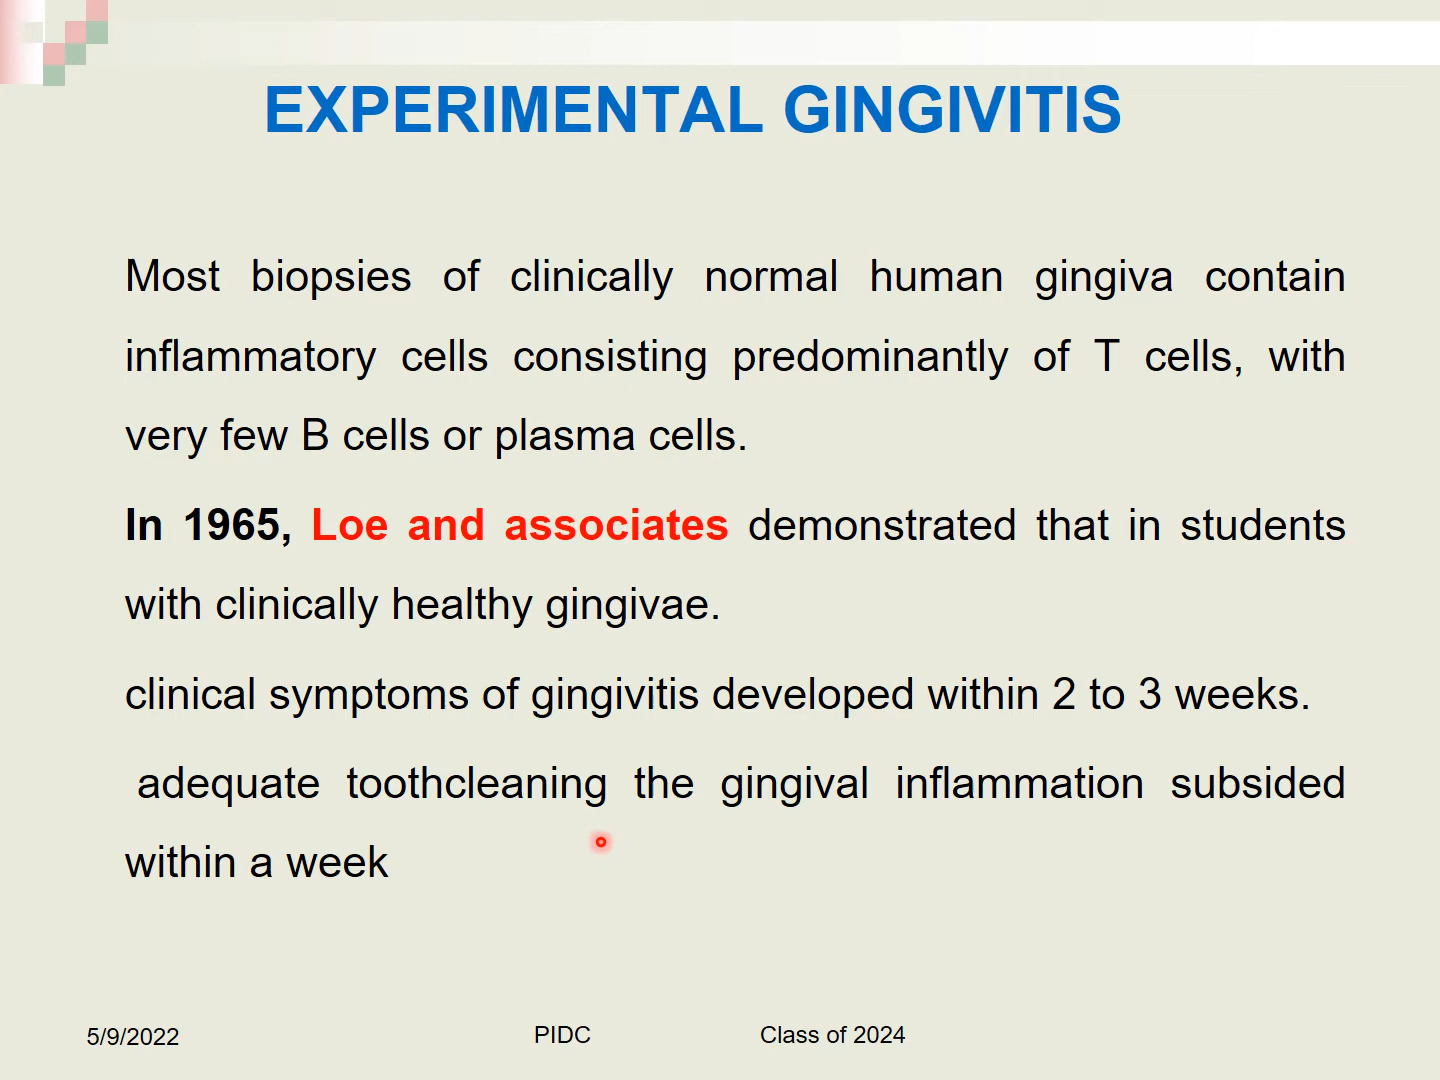 EXPERIMENTAL GINGIVITIS
Most biopsies of clinically normal human gingiva contain
inflammatory cells consisting predominantly of T cells, with
very few B cells or plasma cells.
In 1965, Loe and associates demonstrated that in students
with clinically healthy gingivae.
clinical symptoms of gingivitis developed within 2 to 3 weeks.
adequate toothcleaning the gingival inflammation subsided
within a week
5/9/2022 PIDC Class of 2024